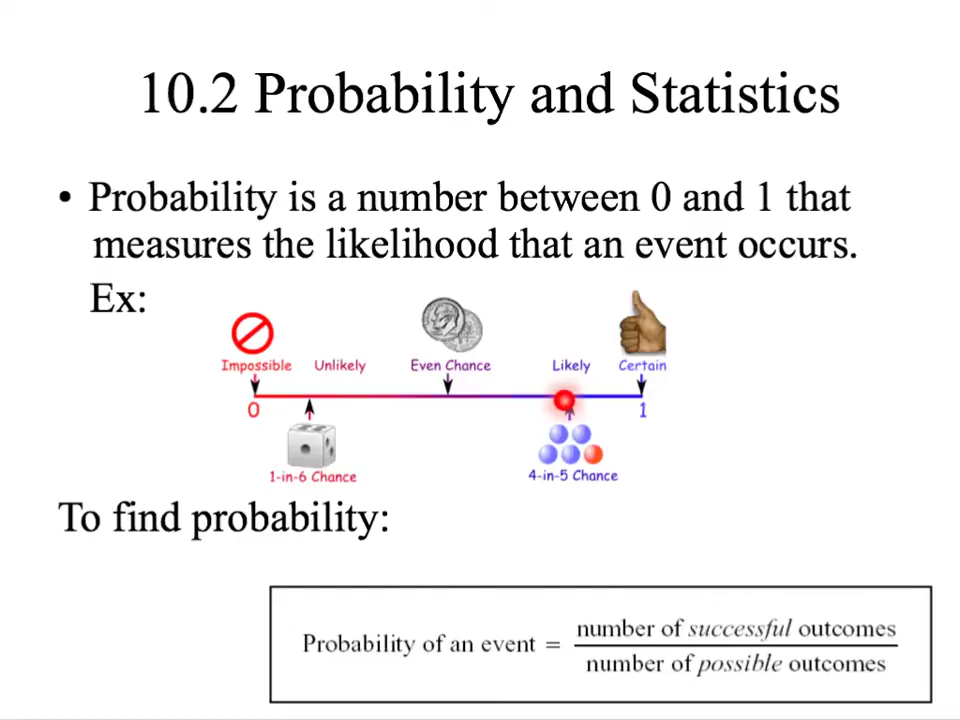 10.2 Probability and Statistics
• Probability is a number between 0 and 1 that
measures the likelihood that an event occurs.
Ex:
Impossible Unlikely Even Chance Likely Certain
0 1
1-in-6 Chance 4-in-5 Chance
To find probability:
Probability of an event = number of successful outcomes
number of possible outcomes